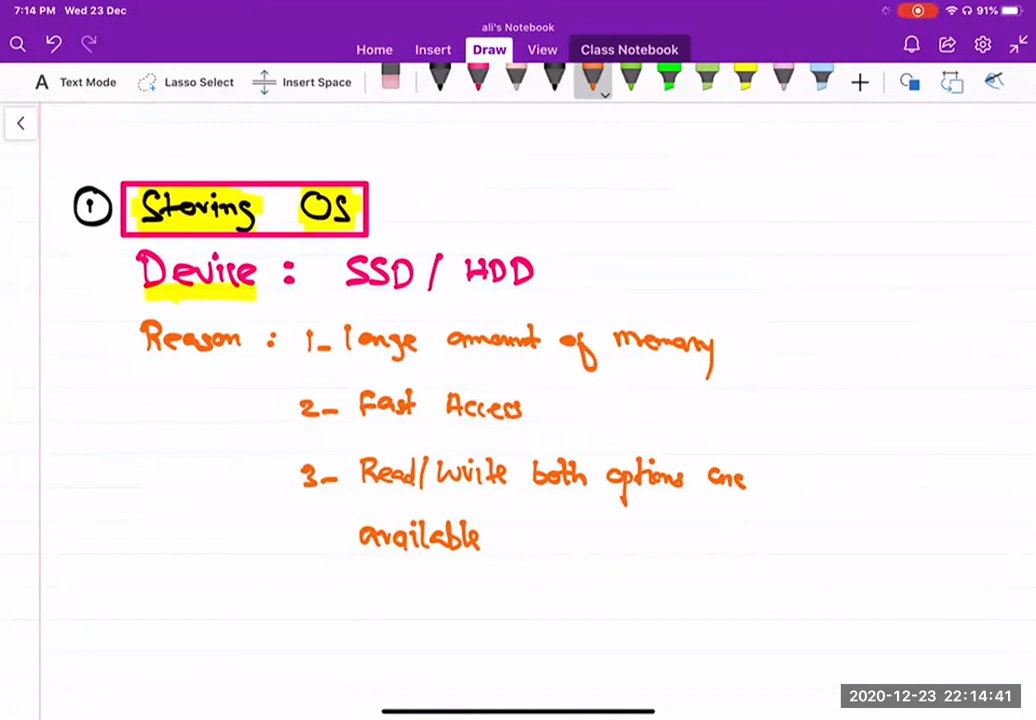 7:14 PM Wed 23 Dec
91%
ali's Notebook
Home Insert Draw View Class Notebook
A Text Mode Lasso Select Insert Space
① Storing OS
Device : SSD / HDD
Reason : 1- large amount of memory
2- Fast Access
3- Read/Write both options are
available
2020-12-23 22:14:41